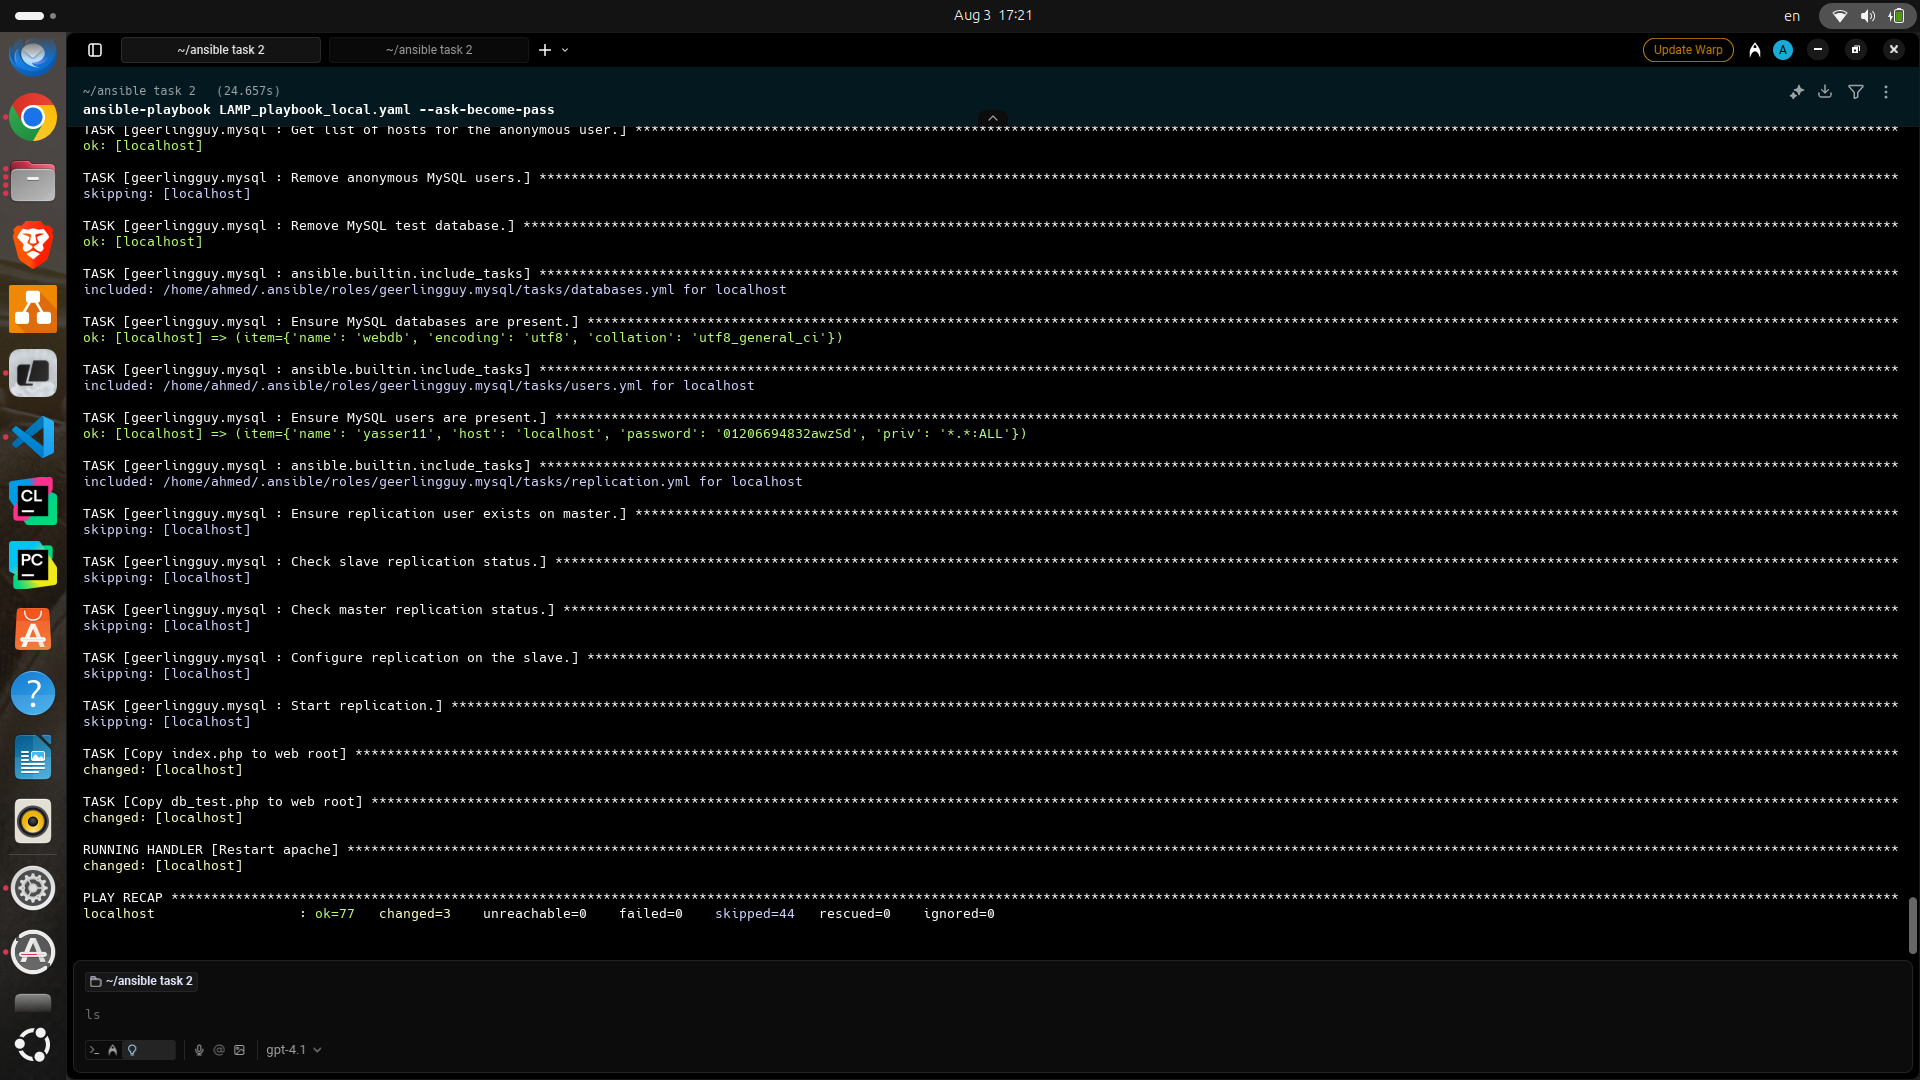 Aug 3 17:21
en
~/ansible task 2
~/ansible task 2
Update Warp
A
~/ansible task 2 (24.657s)
ansible-playbook LAMP_playbook_local.yaml --ask-become-pass
TASK [geerlingguy.mysql : Get list of hosts for the anonymous user.] ****
ok: [localhost]
TASK [geerlingguy.mysql : Remove anonymous MySQL users.] ****
skipping: [localhost]
TASK [geerlingguy.mysql : Remove MySQL test database.] ****
ok: [localhost]
TASK [geerlingguy.mysql : ansible.builtin.include_tasks] ****
included: /home/ahmed/.ansible/roles/geerlingguy.mysql/tasks/databases.yml for localhost
TASK [geerlingguy.mysql : Ensure MySQL databases are present.] ****
ok: [localhost] => (item={'name': 'webdb', 'encoding': 'utf8', 'collation': 'utf8_general_ci'})
TASK [geerlingguy.mysql : ansible.builtin.include_tasks] ****
included: /home/ahmed/.ansible/roles/geerlingguy.mysql/tasks/users.yml for localhost
TASK [geerlingguy.mysql : Ensure MySQL users are present.] ****
ok: [localhost] => (item={'name': 'yasser11', 'host': 'localhost', 'password': '01206694832awzSd', 'priv': '*.*:ALL'})
TASK [geerlingguy.mysql : ansible.builtin.include_tasks] ****
included: /home/ahmed/.ansible/roles/geerlingguy.mysql/tasks/replication.yml for localhost
TASK [geerlingguy.mysql : Ensure replication user exists on master.] ****
skipping: [localhost]
TASK [geerlingguy.mysql : Check slave replication status.] ****
skipping: [localhost]
TASK [geerlingguy.mysql : Check master replication status.] ****
skipping: [localhost]
TASK [geerlingguy.mysql : Configure replication on the slave.] ****
skipping: [localhost]
TASK [geerlingguy.mysql : Start replication.] ****
skipping: [localhost]
TASK [Copy index.php to web root] ****
changed: [localhost]
TASK [Copy db_test.php to web root] ****
changed: [localhost]
RUNNING HANDLER [Restart apache] ****
changed: [localhost]
PLAY RECAP ****
localhost : ok=77 changed=3 unreachable=0 failed=0 skipped=44 rescued=0 ignored=0
~/ansible task 2
ls
gpt-4.1
CL
PC